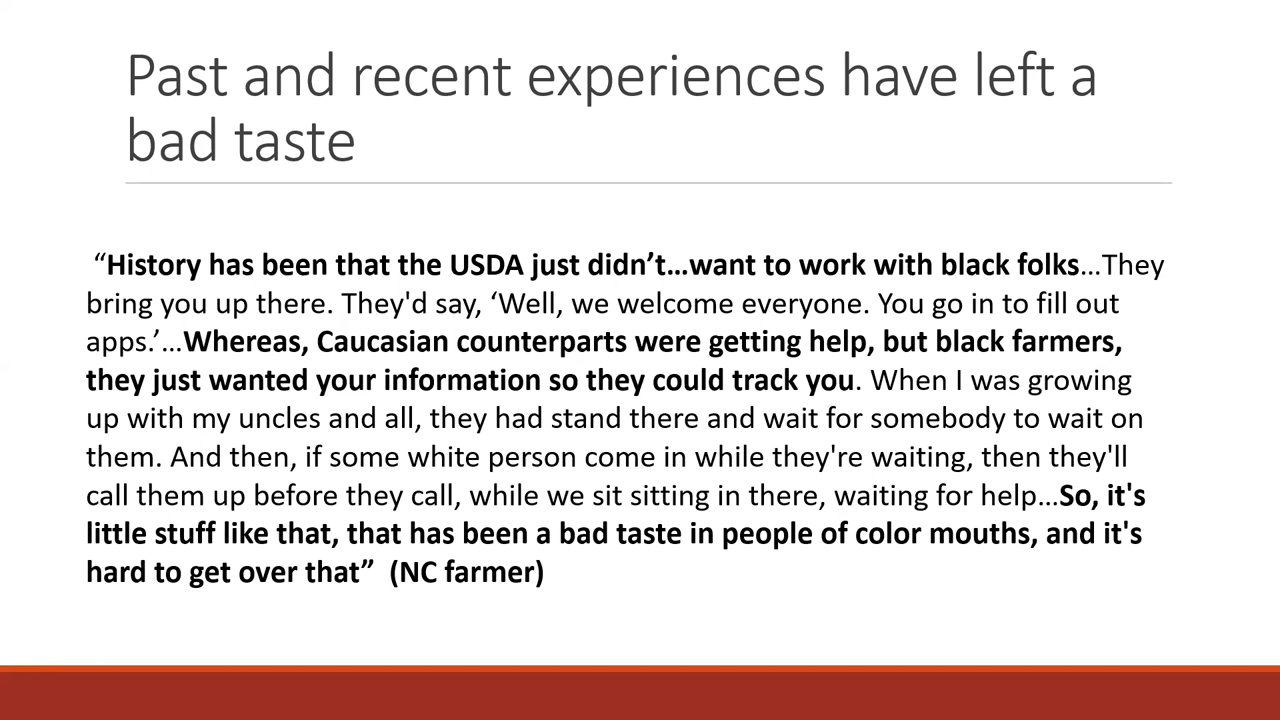 Past and recent experiences have left a
bad taste
“History has been that the USDA just didn’t…want to work with black folks…They
bring you up there. They'd say, ‘Well, we welcome everyone. You go in to fill out
apps.’…Whereas, Caucasian counterparts were getting help, but black farmers,
they just wanted your information so they could track you. When I was growing
up with my uncles and all, they had stand there and wait for somebody to wait on
them. And then, if some white person come in while they're waiting, then they'll
call them up before they call, while we sit sitting in there, waiting for help…So, it's
little stuff like that, that has been a bad taste in people of color mouths, and it's
hard to get over that” (NC farmer)